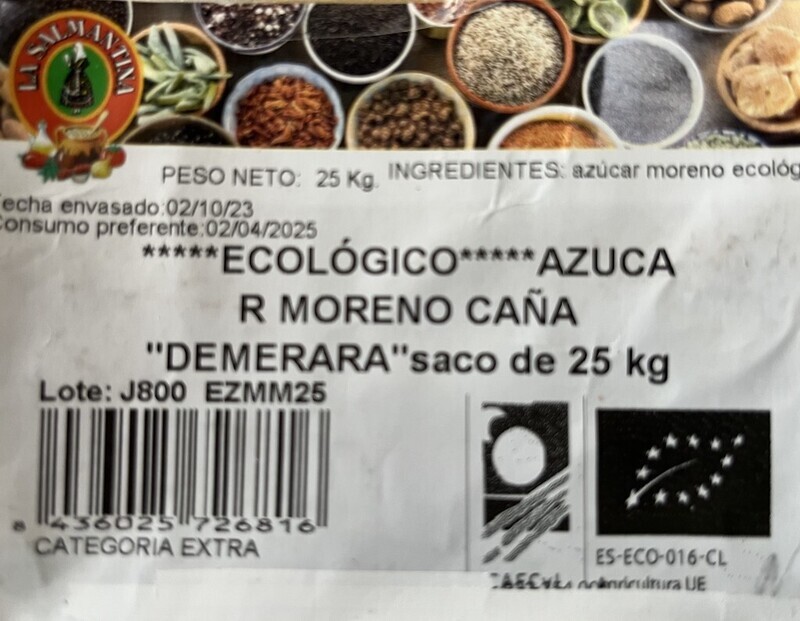 LA SALMANTINA
PESO NETO: 25 Kg. INGREDIENTES: azúcar moreno ecológ
echa envasado:02/10/23
Consumo preferente:02/04/2025
*****ECOLÓGICO*****AZUCA
R MORENO CAÑA
"DEMERARA"saco de 25 kg
Lote: J800 EZMM25
8 436025 726816
CATEGORIA EXTRA
ES-ECO-016-CL
UE